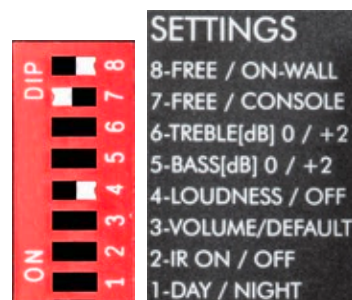 DIP
ON
8
7
6
5
4
3
2
1
SETTINGS
8-FREE / ON-WALL
7-FREE / CONSOLE
6-TREBLE[dB] 0 / +2
5-BASS[dB] 0 / +2
4-LOUDNESS / OFF
3-VOLUME/DEFAULT
2-IR ON / OFF
1-DAY / NIGHT